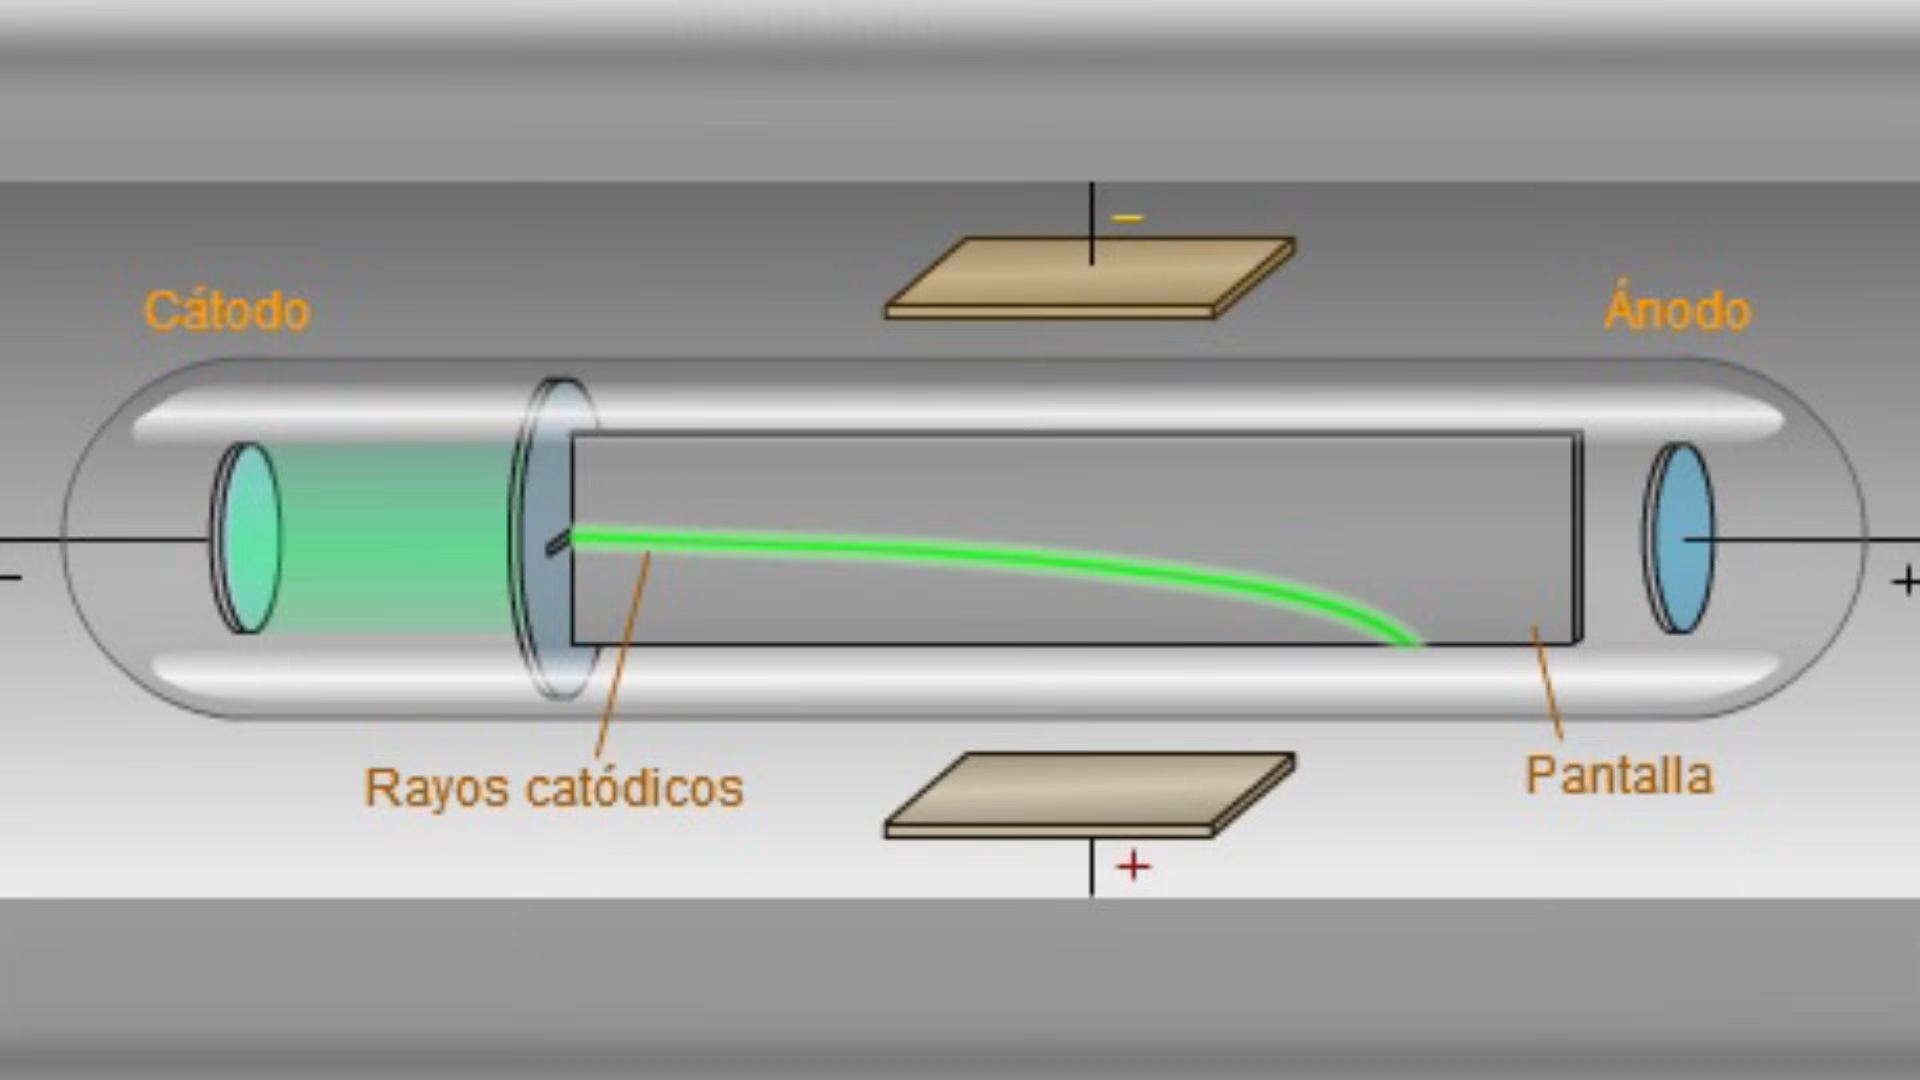 −
Cátodo
Ánodo
−
+
Rayos catódicos
Pantalla
+